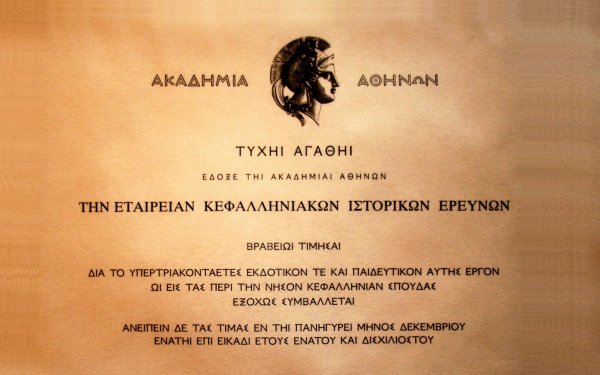 ΑΚΑΔΗΜΙΑ ΑΘΗΝΩΝ
ΤΥΧΗΙ ΑΓΑΘΗΙ
ΕΔΟΞΕ ΤΗΙ ΑΚΑΔΗΜΙΑΙ ΑΘΗΝΩΝ
ΤΗΝ ΕΤΑΙΡΕΙΑΝ ΚΕΦΑΛΛΗΝΙΑΚΩΝ ΙΣΤΟΡΙΚΩΝ ΕΡΕΥΝΩΝ
ΒΡΑΒΕΙΩΙ ΤΙΜΗΣΑΙ
ΔΙΑ ΤΟ ΥΠΕΡΤΡΙΑΚΟΝΤΑΕΤΕΣ ΕΚΔΟΤΙΚΟΝ ΤΕ ΚΑΙ ΠΑΙΔΕΥΤΙΚΟΝ ΑΥΤΗΣ ΕΡΓΟΝ
ΩΙ ΕΙΣ ΤΑΣ ΠΕΡΙ ΤΗΝ ΝΗΣΟΝ ΚΕΦΑΛΛΗΝΙΑΝ ΣΠΟΥΔΑΣ
ΕΞΟΧΩΣ ΣΥΜΒΑΛΛΕΤΑΙ
ΑΝΕΙΠΕΙΝ ΔΕ ΤΑΣ ΤΙΜΑΣ ΕΝ ΤΗΙ ΠΑΝΗΓΥΡΕΙ ΜΗΝΟΣ ΔΕΚΕΜΒΡΙΟΥ
ΕΝΑΤΗΙ ΕΠΙ ΕΙΚΑΔΙ ΕΤΟΥΣ ΕΝΑΤΟΥ ΚΑΙ ΔΙΣΧΙΛΙΟΣΤΟΥ